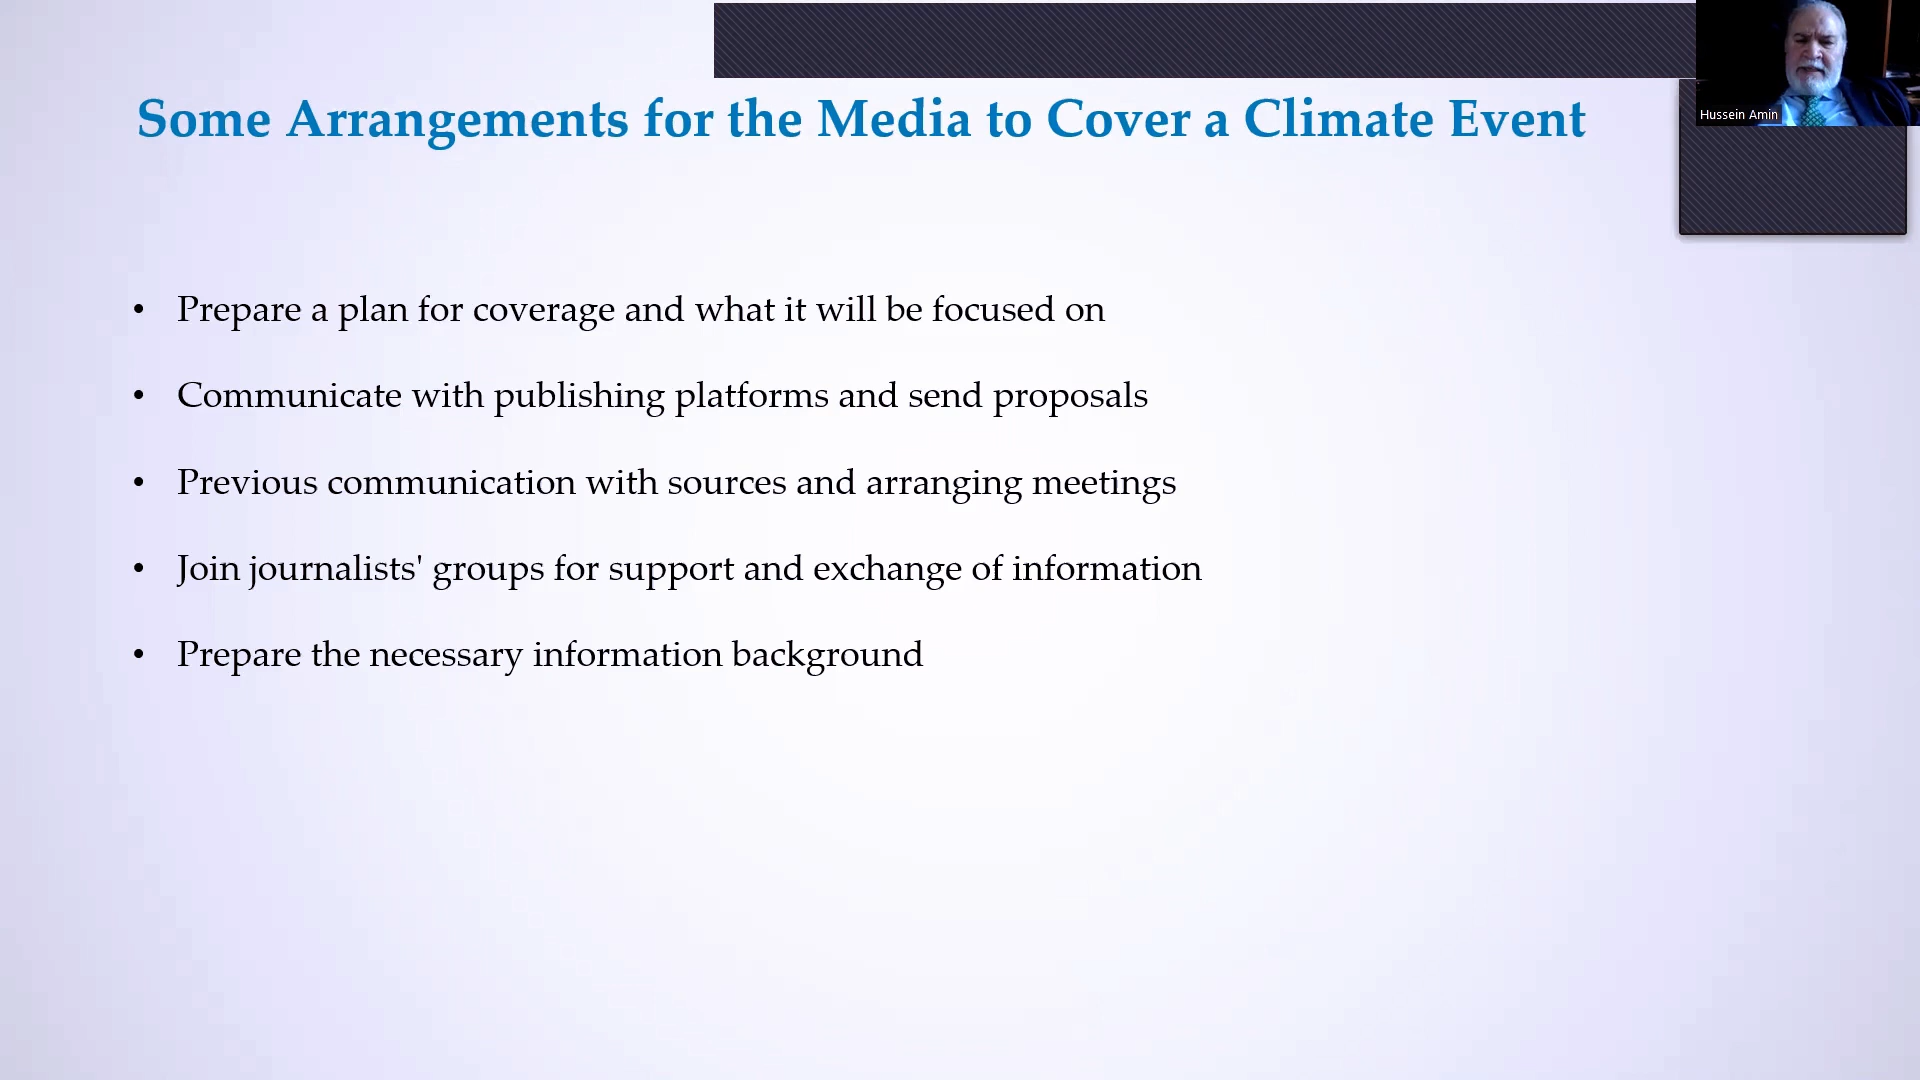 Hussein Amin
Some Arrangements for the Media to Cover a Climate Event
• Prepare a plan for coverage and what it will be focused on
• Communicate with publishing platforms and send proposals
• Previous communication with sources and arranging meetings
• Join journalists' groups for support and exchange of information
• Prepare the necessary information background